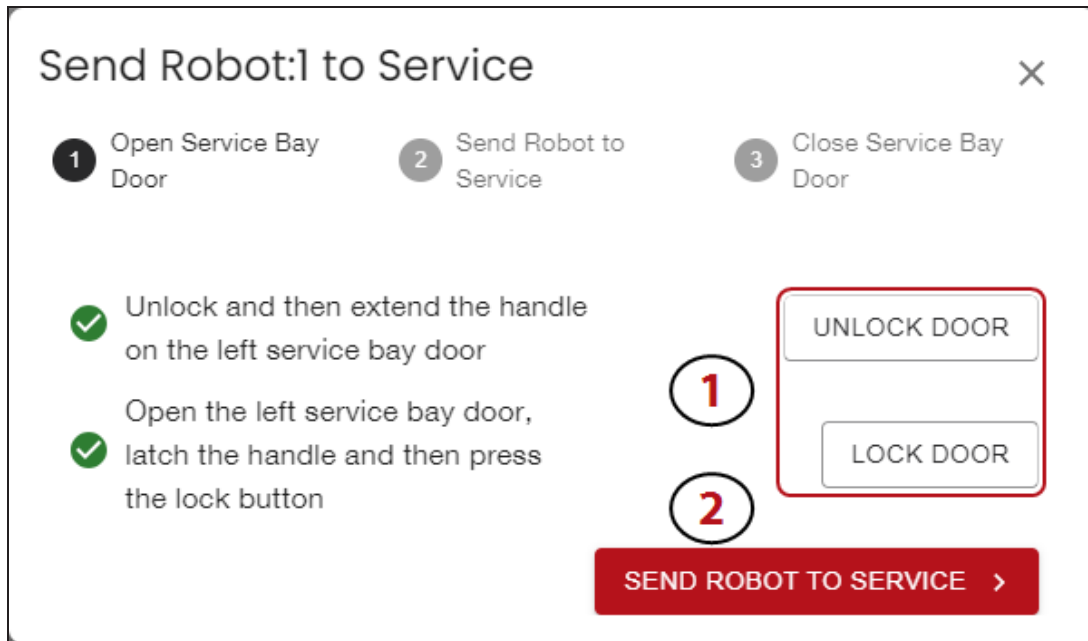 Send Robot:1 to Service
1 Open Service Bay
Door
2 Send Robot to
Service
3 Close Service Bay
Door
Unlock and then extend the handle
on the left service bay door
UNLOCK DOOR
1
Open the left service bay door,
latch the handle and then press
the lock button
LOCK DOOR
2
SEND ROBOT TO SERVICE